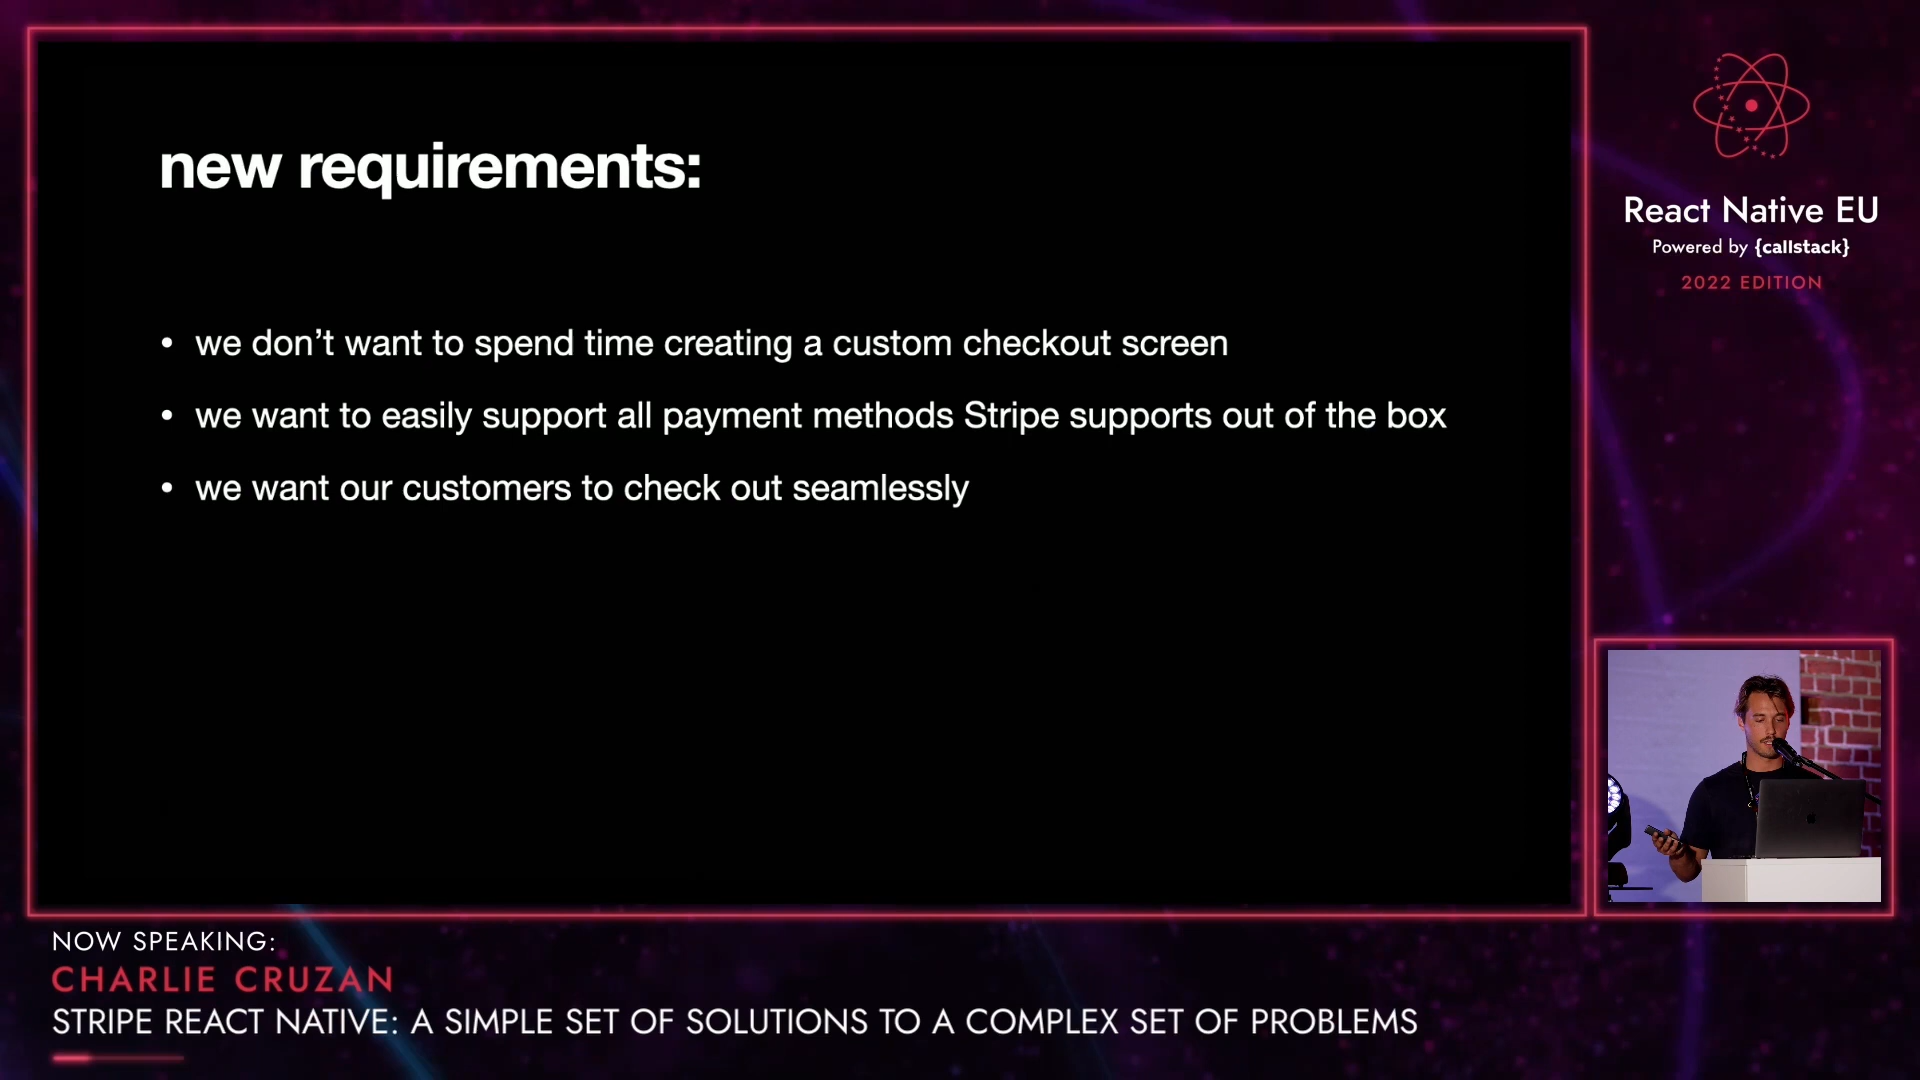 new requirements:
• we don’t want to spend time creating a custom checkout screen
• we want to easily support all payment methods Stripe supports out of the box
• we want our customers to check out seamlessly
React Native EU
Powered by {callstack}
2022 EDITION
NOW SPEAKING:
CHARLIE CRUZAN
STRIPE REACT NATIVE: A SIMPLE SET OF SOLUTIONS TO A COMPLEX SET OF PROBLEMS